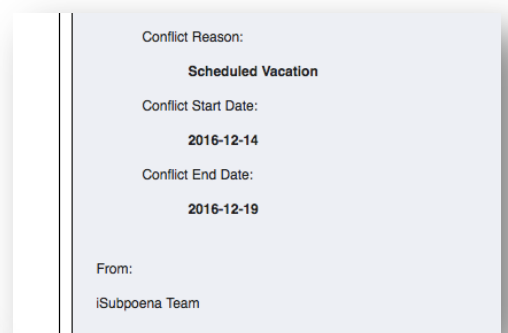 Conflict Reason:
Scheduled Vacation
Conflict Start Date:
2016-12-14
Conflict End Date:
2016-12-19
From:
iSubpoena Team